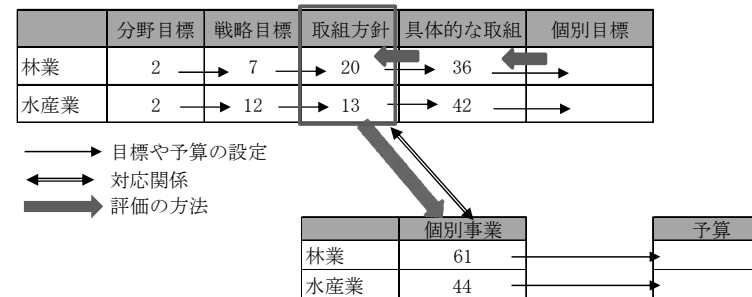 分野目標 戦略目標 取組方針 具体的な取組 個別目標
林業 2 7 20 36
水産業 2 12 13 42
目標や予算の設定
対応関係
評価の方法
個別事業 予算
林業 61
水産業 44